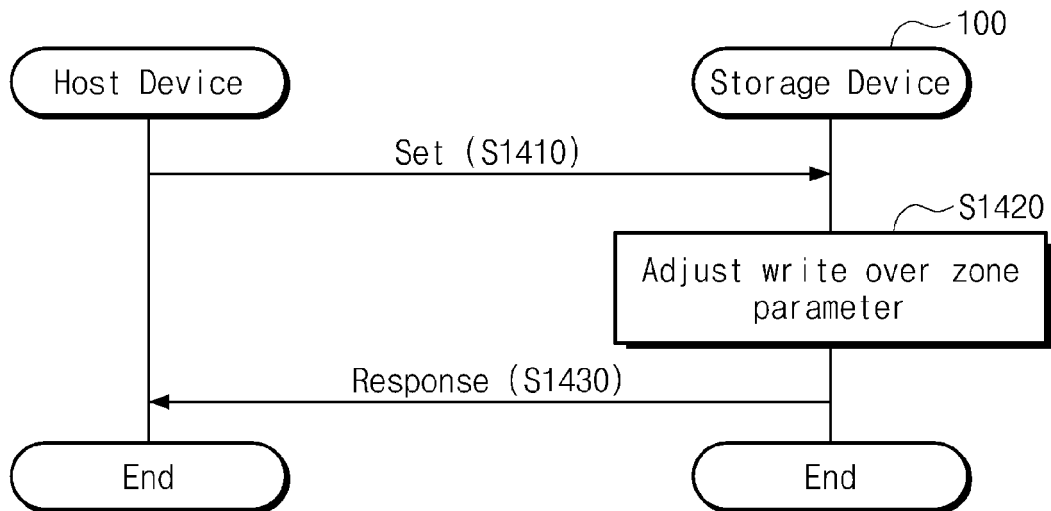 100
Host Device
Storage Device
Set (S1410)
S1420
Adjust write over zone
parameter
Response (S1430)
End
End